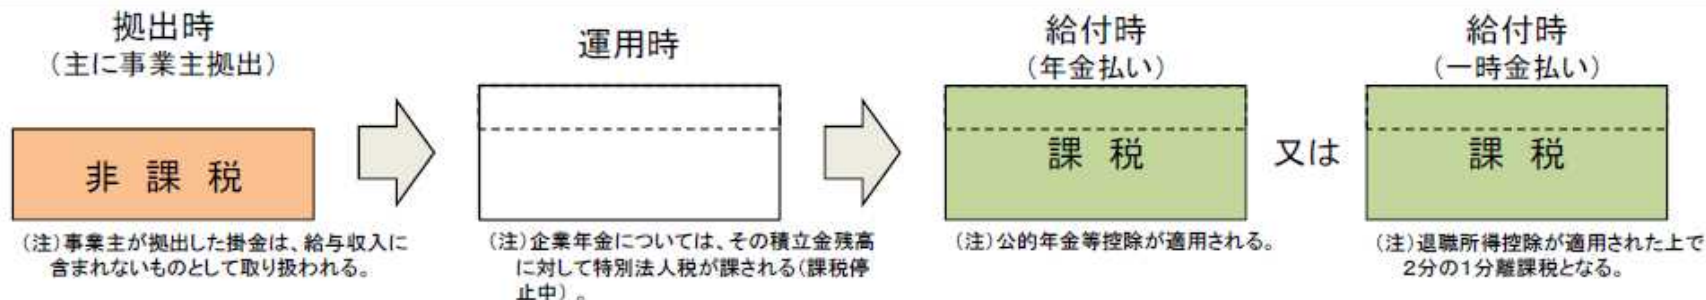 拠出時
(主に事業主拠出)
非 課 税
(注)事業主が拠出した掛金は、給与収入に
含まれないものとして取り扱われる。
運用時
(注)企業年金については、その積立金残高
に対して特別法人税が課される(課税停
止中)。
給付時
(年金払い)
課 税
(注)公的年金等控除が適用される。
又は
給付時
(一時金払い)
課 税
(注)退職所得控除が適用された上で
2分の1分離課税となる。